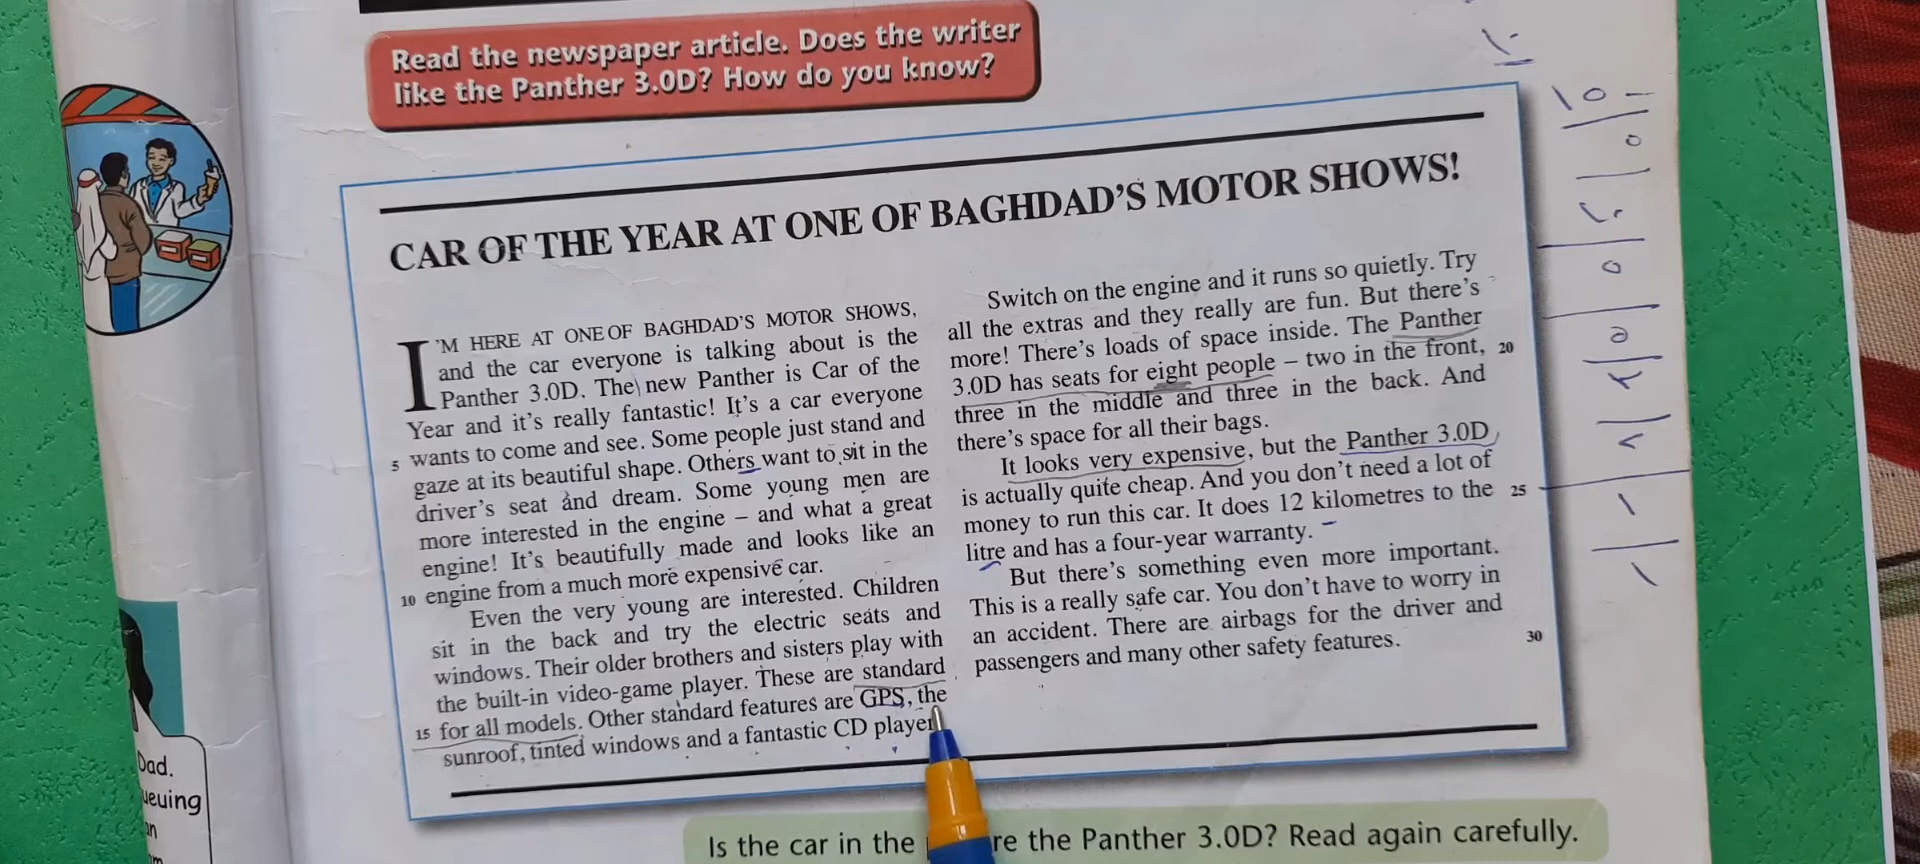 Read the newspaper article. Does the writer
like the Panther 3.0D? How do you know?
CAR OF THE YEAR AT ONE OF BAGHDAD'S MOTOR SHOWS!
I'M HERE AT ONE OF BAGHDAD'S MOTOR SHOWS,
and the car everyone is talking about is the
Panther 3.0D. The new Panther is Car of the
Year and it's really fantastic! It's a car everyone
5 wants to come and see. Some people just stand and
gaze at its beautiful shape. Others want to sit in the
driver's seat and dream. Some young men are
more interested in the engine – and what a great
engine! It's beautifully made and looks like an
10 engine from a much more expensive car.
Even the very young are interested. Children
sit in the back and try the electric seats and
windows. Their older brothers and sisters play with
the built-in video-game player. These are standard
15 for all models. Other standard features are GPS, the
sunroof, tinted windows and a fantastic CD player
Switch on the engine and it runs so quietly. Try
all the extras and they really are fun. But there's
more! There's loads of space inside. The Panther
3.0D has seats for eight people – two in the front, 20
three in the middle and three in the back. And
there's space for all their bags.
It looks very expensive, but the Panther 3.0D
is actually quite cheap. And you don't need a lot of
money to run this car. It does 12 kilometres to the 25
litre and has a four-year warranty.
But there's something even more important.
This is a really safe car. You don't have to worry in
an accident. There are airbags for the driver and
passengers and many other safety features. 30
Dad.
ueuing
an
Is the car in the re the Panther 3.0D? Read again carefully.